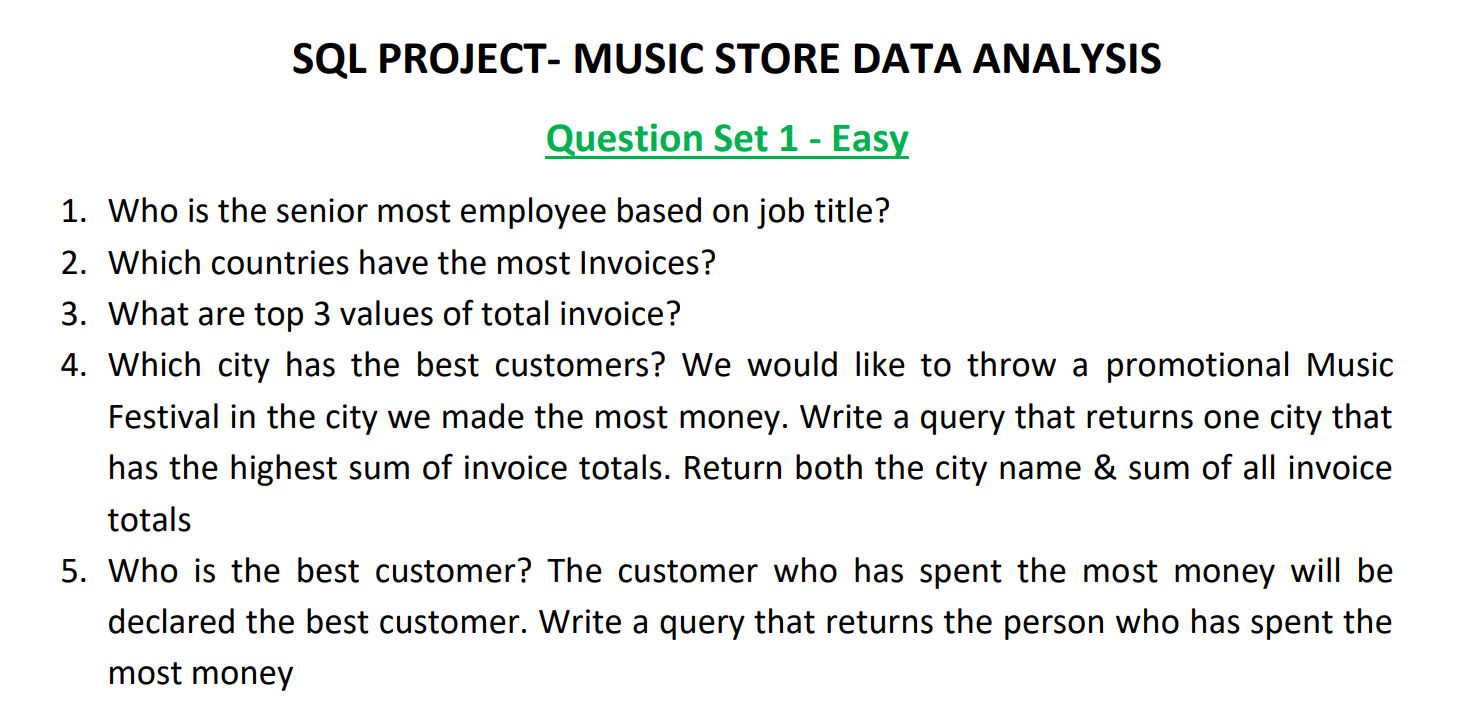 SQL PROJECT- MUSIC STORE DATA ANALYSIS
Question Set 1 - Easy
1. Who is the senior most employee based on job title?
2. Which countries have the most Invoices?
3. What are top 3 values of total invoice?
4. Which city has the best customers? We would like to throw a promotional Music
Festival in the city we made the most money. Write a query that returns one city that
has the highest sum of invoice totals. Return both the city name & sum of all invoice
totals
5. Who is the best customer? The customer who has spent the most money will be
declared the best customer. Write a query that returns the person who has spent the
most money